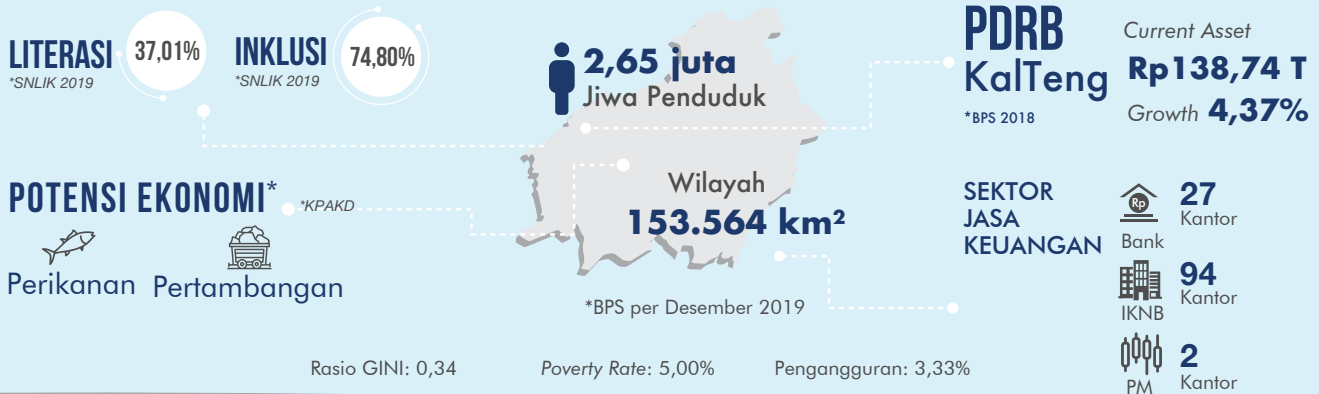 LITERASI
*SNLIK 2019
37,01%
INKLUSI
*SNLIK 2019
74,80%
2,65 juta
Jiwa Penduduk
PDRB
KalTeng
*BPS 2018
Current Asset
Rp138,74 T
Growth 4,37%
POTENSI EKONOMI*
*KPAKD
Perikanan
Pertambangan
Wilayah
153.564 km²
*BPS per Desember 2019
SEKTOR
JASA
KEUANGAN
Rp
Bank
27
Kantor
IKNB
94
Kantor
PM
2
Kantor
Rasio GINI: 0,34
Poverty Rate: 5,00%
Pengangguran: 3,33%